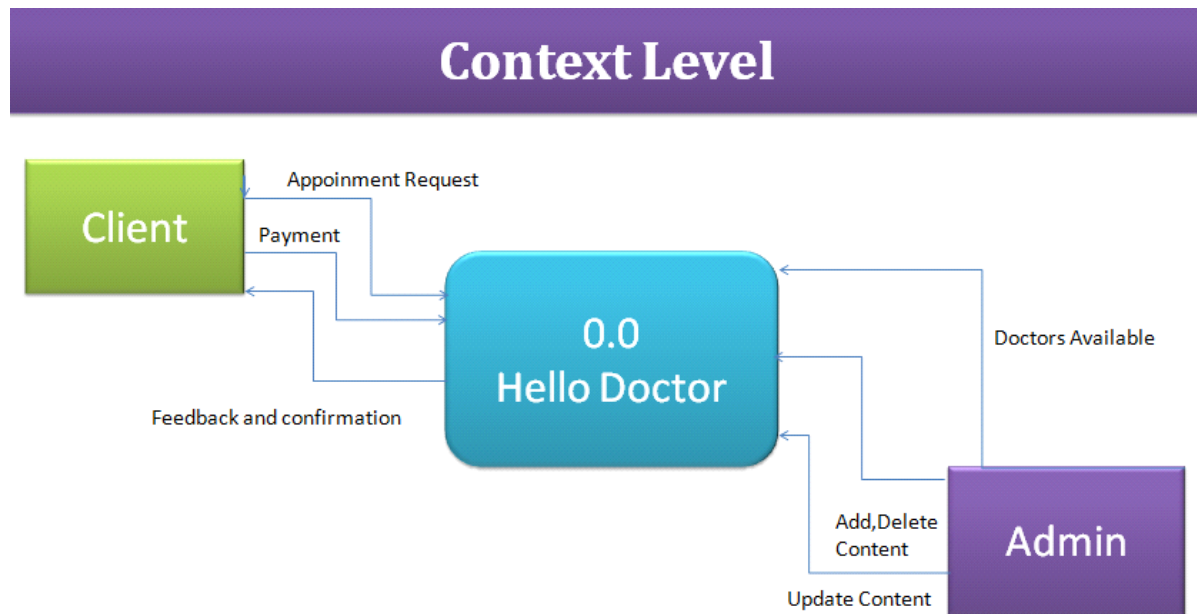 Context Level
Appoinment Request
Client
Payment
0.0
Hello Doctor
Doctors Available
Feedback and confirmation
Add,Delete
Content
Admin
Update Content